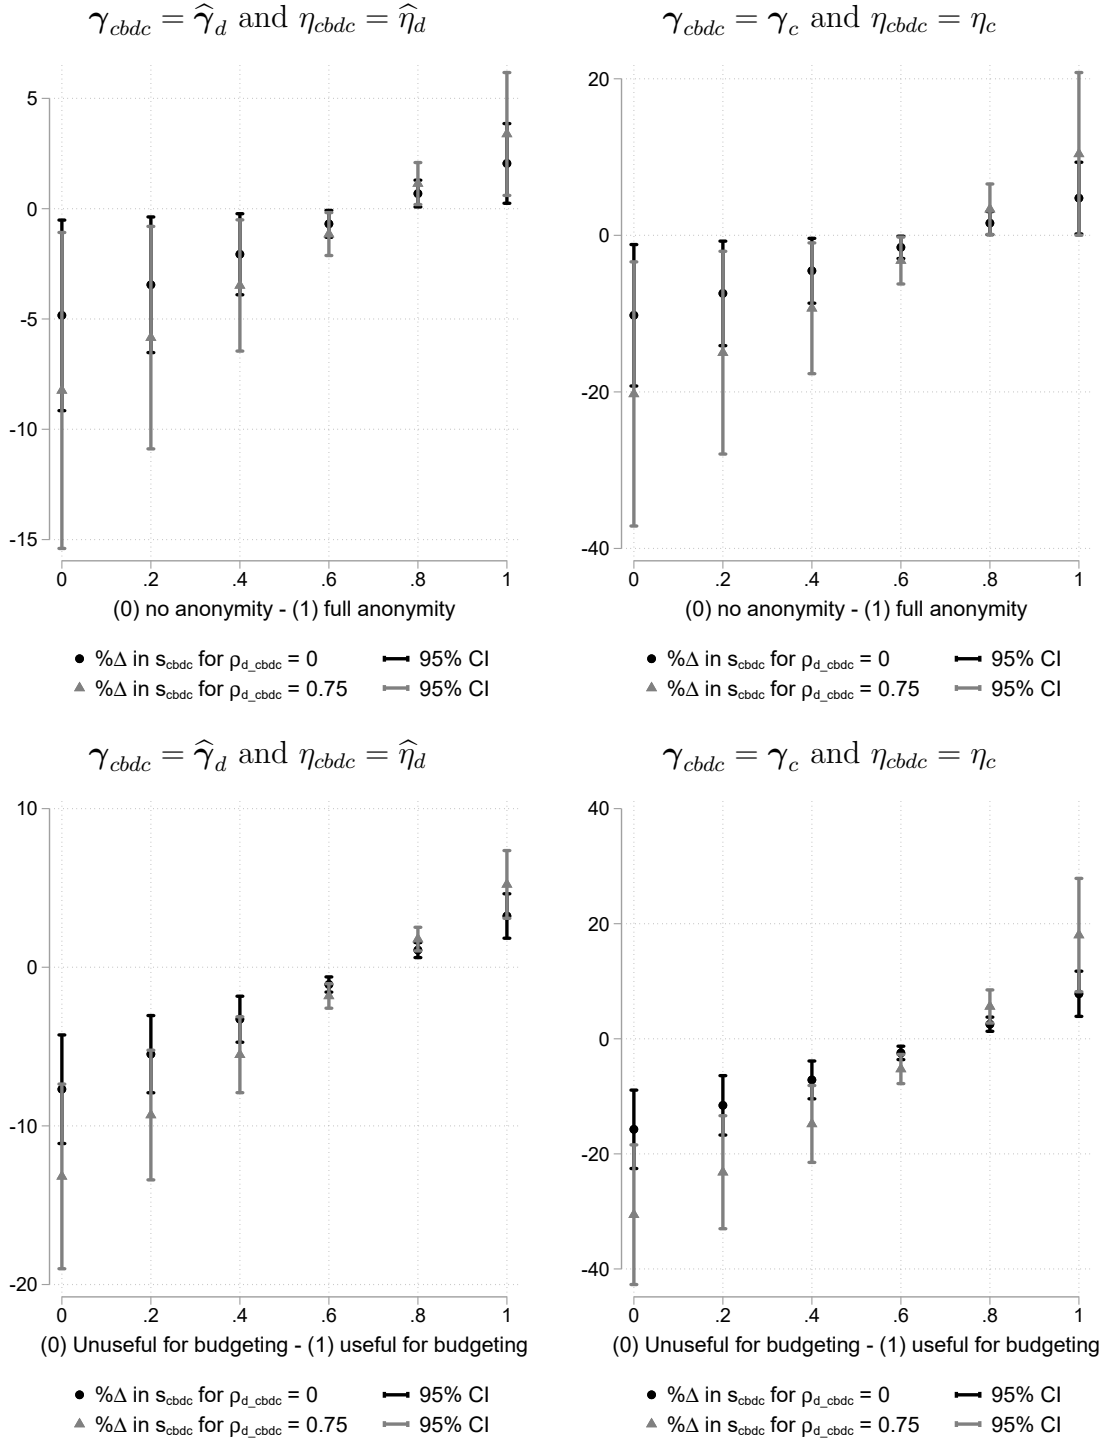 γ_cbdc = γ̂_d and η_cbdc = η̂_d
5
0
-5
-10
-15
0 .2 .4 .6 .8 1
(0) no anonymity - (1) full anonymity
%Δ in s_cbdc for ρ_d_cbdc = 0 95% CI
%Δ in s_cbdc for ρ_d_cbdc = 0.75 95% CI
γ_cbdc = γ_c and η_cbdc = η_c
20
0
-20
-40
0 .2 .4 .6 .8 1
(0) no anonymity - (1) full anonymity
%Δ in s_cbdc for ρ_d_cbdc = 0 95% CI
%Δ in s_cbdc for ρ_d_cbdc = 0.75 95% CI
γ_cbdc = γ̂_d and η_cbdc = η̂_d
10
0
-10
-20
0 .2 .4 .6 .8 1
(0) Unuseful for budgeting - (1) useful for budgeting
%Δ in s_cbdc for ρ_d_cbdc = 0 95% CI
%Δ in s_cbdc for ρ_d_cbdc = 0.75 95% CI
γ_cbdc = γ_c and η_cbdc = η_c
40
20
0
-20
-40
0 .2 .4 .6 .8 1
(0) Unuseful for budgeting - (1) useful for budgeting
%Δ in s_cbdc for ρ_d_cbdc = 0 95% CI
%Δ in s_cbdc for ρ_d_cbdc = 0.75 95% CI